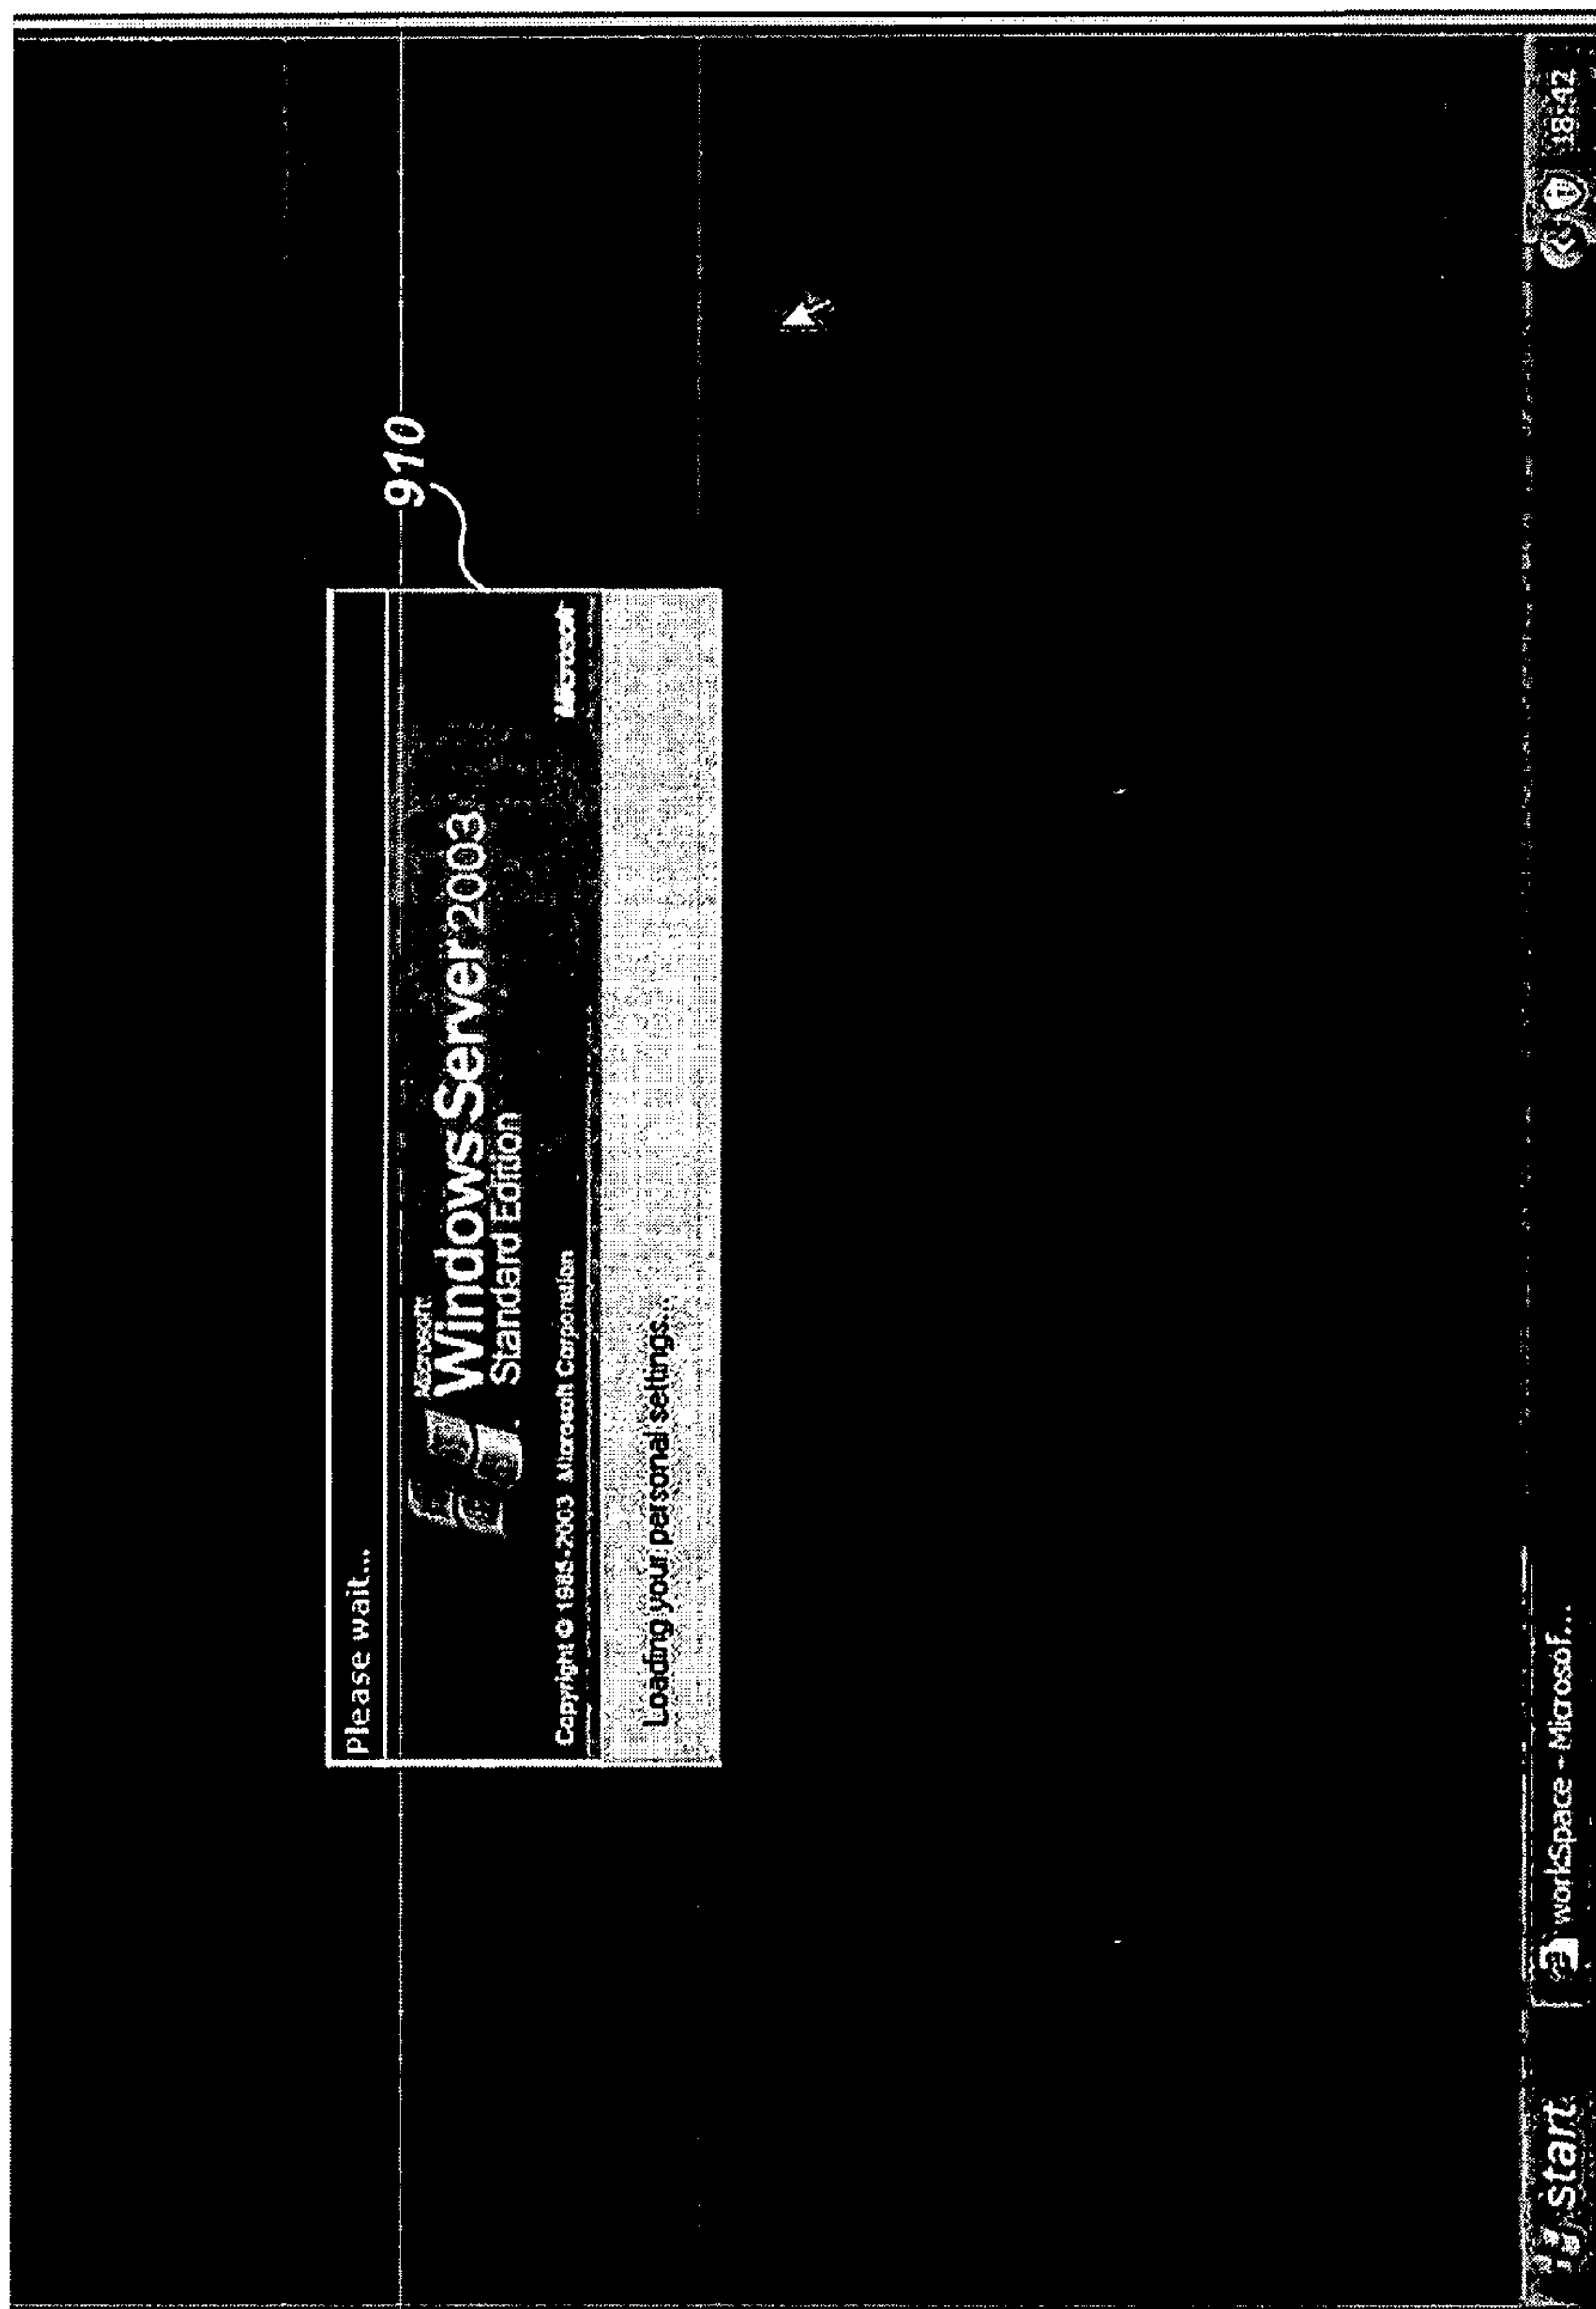 910
Please wait...
Microsoft
Windows Server 2003
Standard Edition
Copyright © 1985-2003 Microsoft Corporation
Microsoft
Loading your personal settings...
start
workSpace - Microsof...
18:42